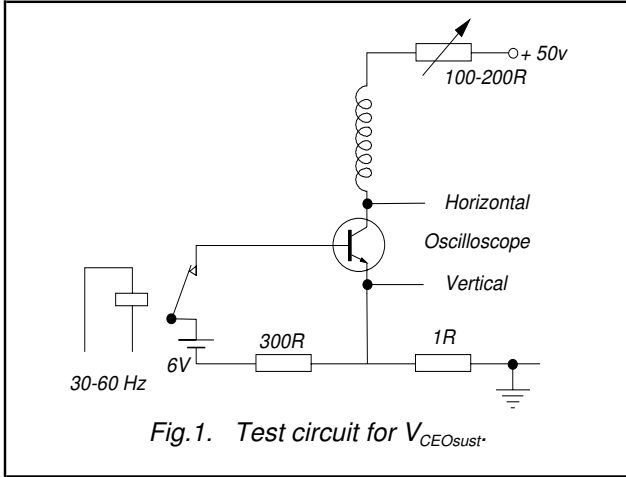 + 50v
100-200R
Horizontal
Oscilloscope
Vertical
300R
1R
6V
30-60 Hz
Fig.1. Test circuit for VCEOsust.